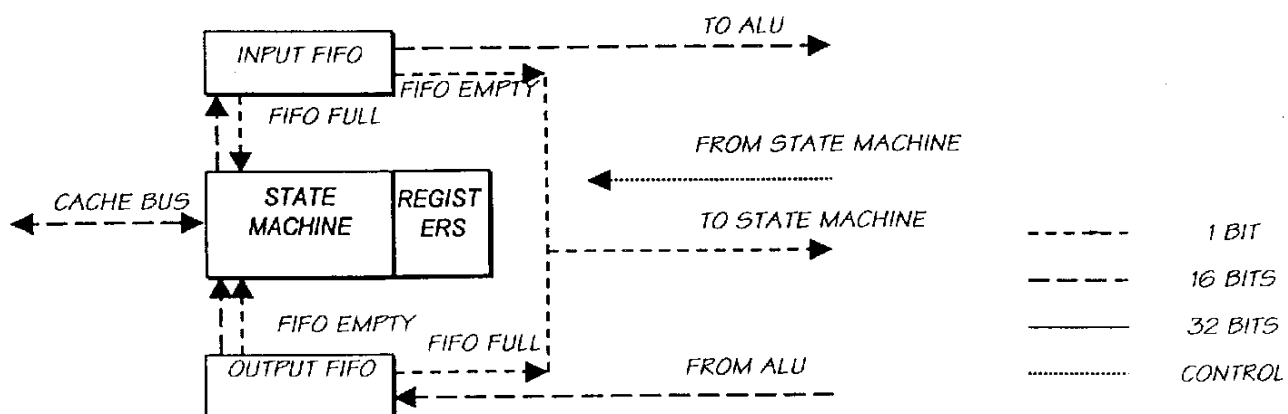 TO ALU
INPUT FIFO
FIFO EMPTY
FIFO FULL
FROM STATE MACHINE
CACHE BUS
STATE
MACHINE
REGIST
ERS
TO STATE MACHINE
1 BIT
16 BITS
FIFO EMPTY
32 BITS
FIFO FULL
OUTPUT FIFO
FROM ALU
CONTROL